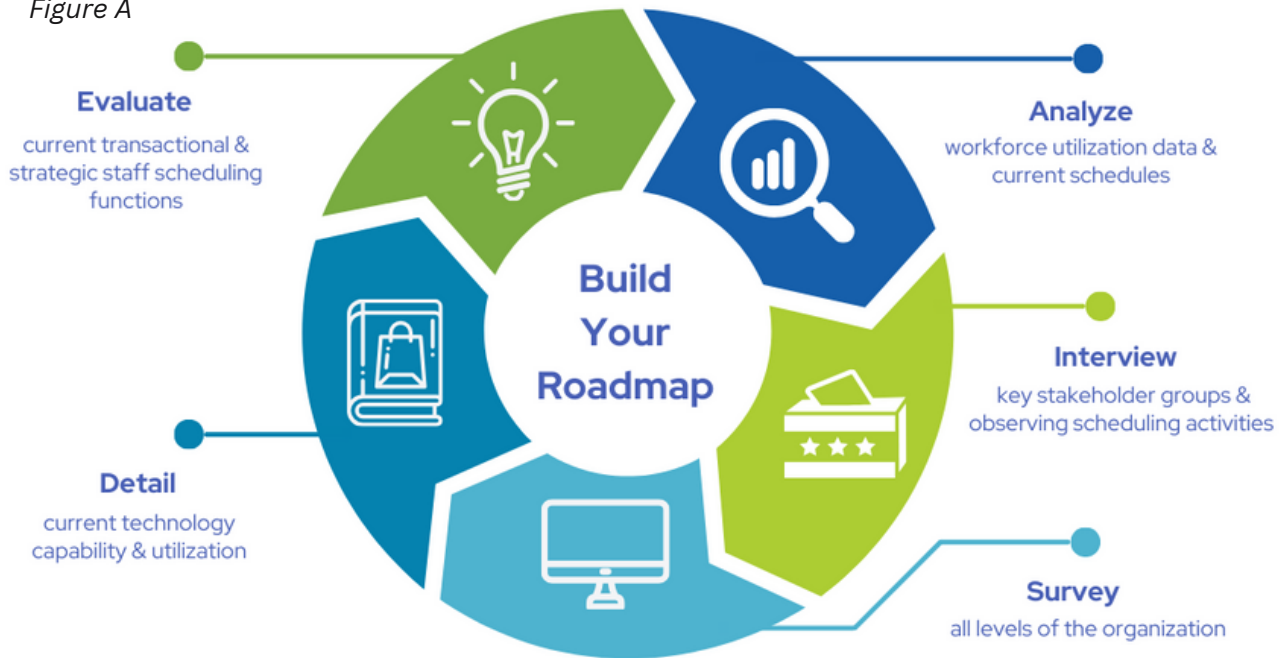 Figure A
Evaluate
current transactional &
strategic staff scheduling
functions
Analyze
workforce utilization data &
current schedules
Build
Your
Roadmap
Interview
key stakeholder groups &
observing scheduling activities
Detail
current technology
capability & utilization
Survey
all levels of the organization